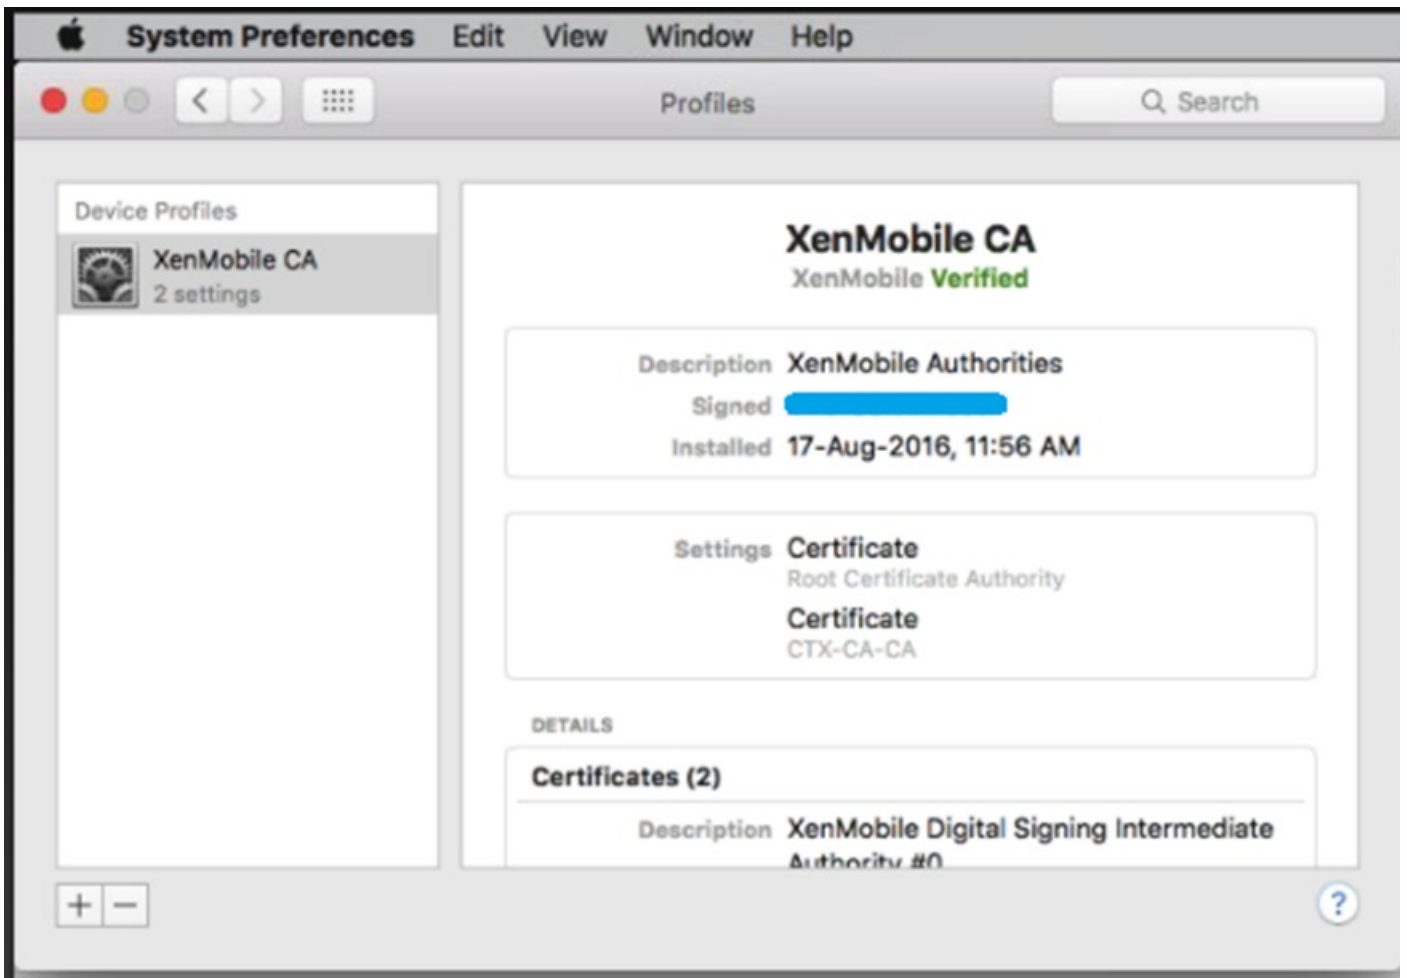 System Preferences Edit View Window Help
Profiles
Search
Device Profiles
XenMobile CA
2 settings
XenMobile CA
XenMobile Verified
Description XenMobile Authorities
Signed
Installed 17-Aug-2016, 11:56 AM
Settings Certificate
Root Certificate Authority
Certificate
CTX-CA-CA
DETAILS
Certificates (2)
Description XenMobile Digital Signing Intermediate
Authority #0
+ −
?